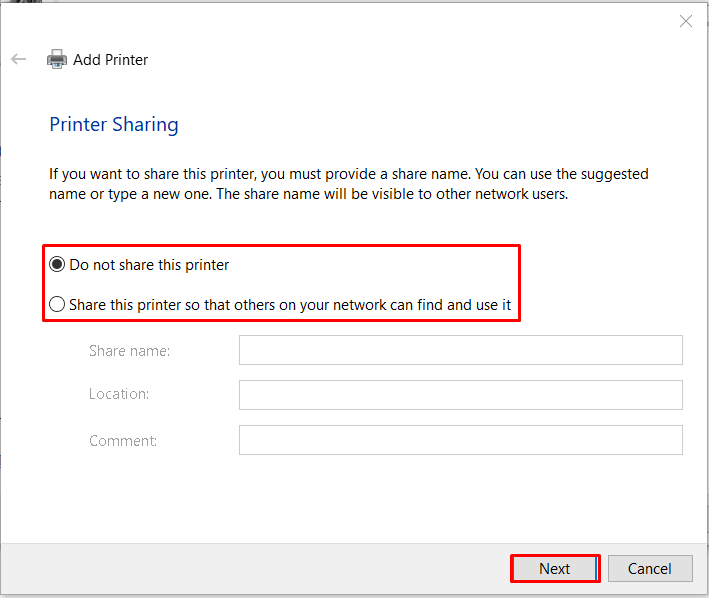 Add Printer
Printer Sharing
If you want to share this printer, you must provide a share name. You can use the suggested
name or type a new one. The share name will be visible to other network users.
Do not share this printer
Share this printer so that others on your network can find and use it
Share name:
Location:
Comment:
Next
Cancel